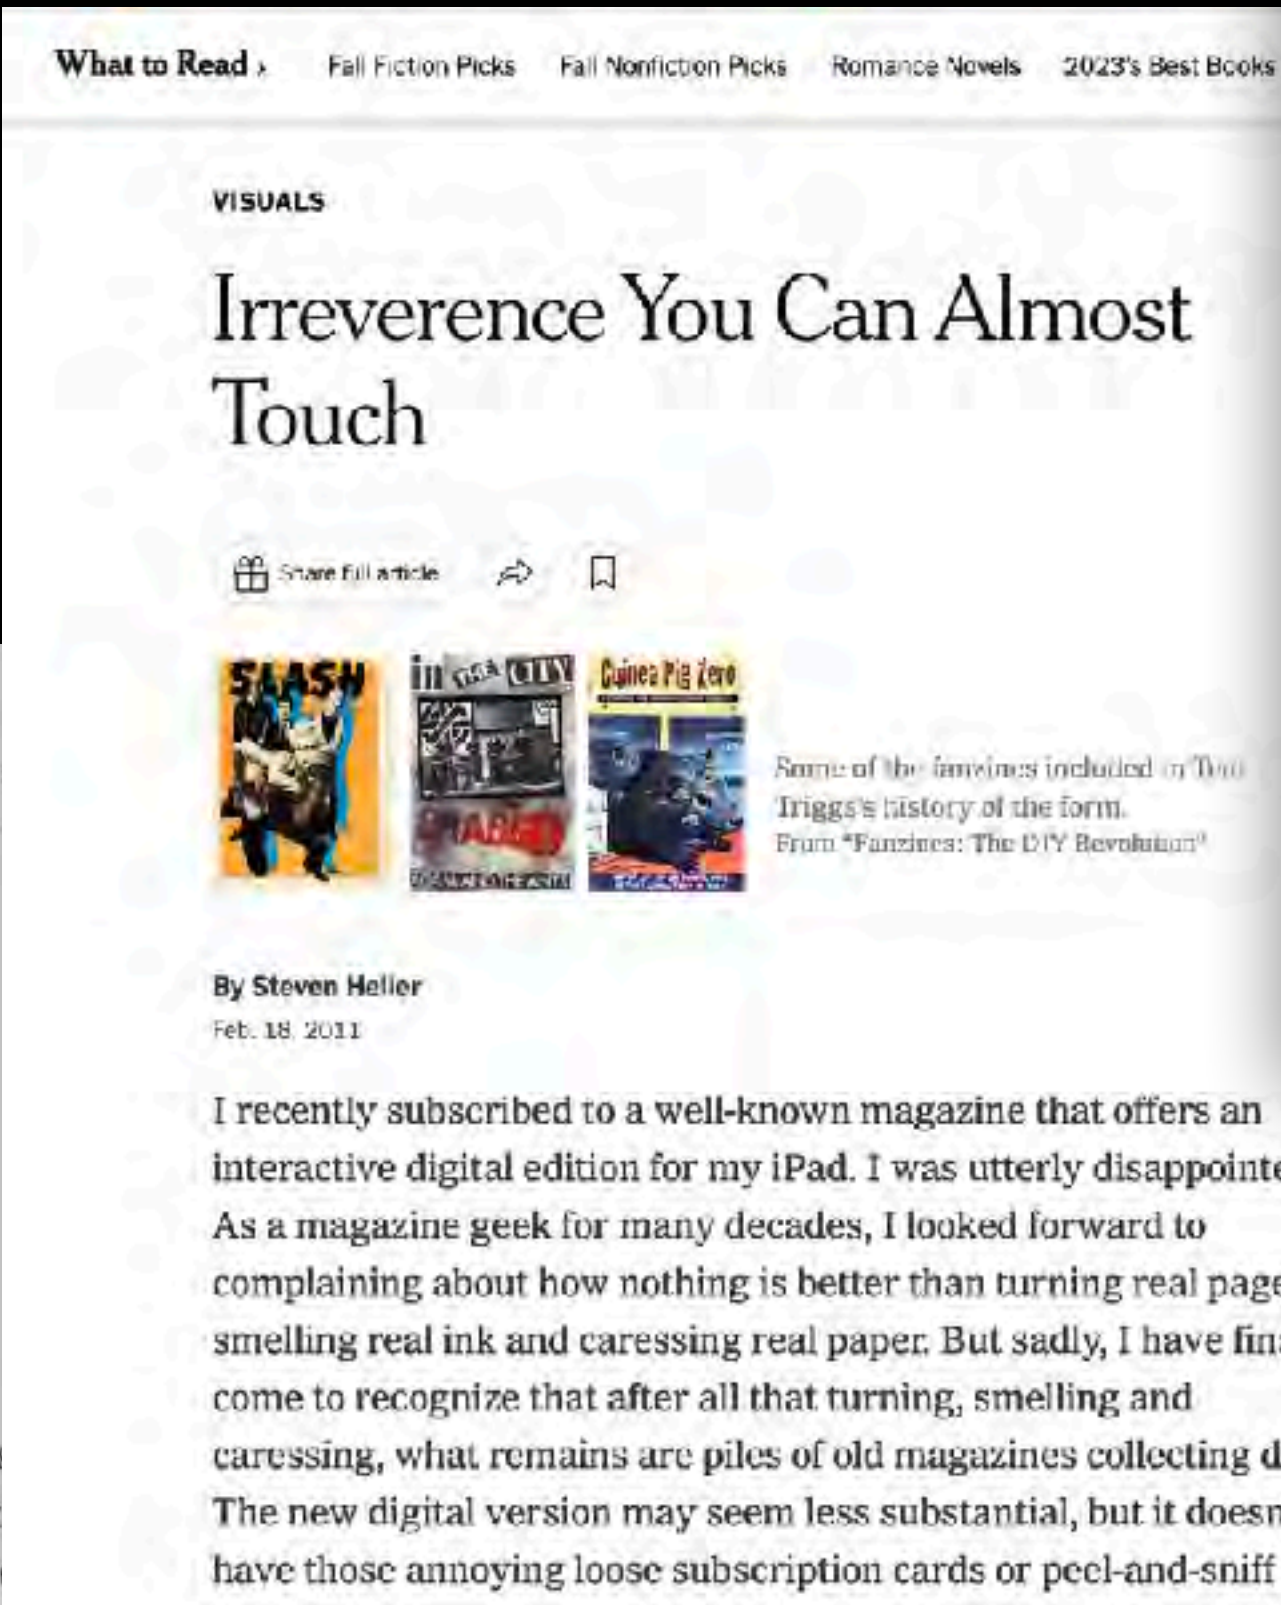 What to Read › Fall Fiction Picks Fall Nonfiction Picks Romance Novels 2023's Best Books
VISUALS
Irreverence You Can Almost
Touch
Share full article
SLASH
in THE CITY
Guinea Pig Zero
Some of the fanzines included in
Triggs's history of the form.
From "Fanzines: The DIY Revolution"
By Steven Heller
Feb. 18, 2011
I recently subscribed to a well-known magazine that offers an
interactive digital edition for my iPad. I was utterly disappointe
As a magazine geek for many decades, I looked forward to
complaining about how nothing is better than turning real page
smelling real ink and caressing real paper. But sadly, I have fin
come to recognize that after all that turning, smelling and
caressing, what remains are piles of old magazines collecting d
The new digital version may seem less substantial, but it doesn
have those annoying loose subscription cards or peel-and-sniff